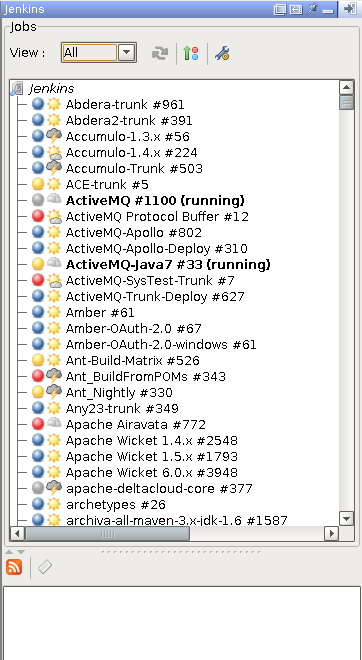 Jenkins
Jobs
View : All
Jenkins
Abdera-trunk #961
Abdera2-trunk #391
Accumulo-1.3.x #56
Accumulo-1.4.x #224
Accumulo-Trunk #503
ACE-trunk #5
ActiveMQ #1100 (running)
ActiveMQ Protocol Buffer #12
ActiveMQ-Apollo #802
ActiveMQ-Apollo-Deploy #310
ActiveMQ-Java7 #33 (running)
ActiveMQ-SysTest-Trunk #7
ActiveMQ-Trunk-Deploy #627
Amber #61
Amber-OAuth-2.0 #67
Amber-OAuth-2.0-windows #61
Ant-Build-Matrix #526
Ant_BuildFromPOMs #343
Ant_Nightly #330
Any23-trunk #349
Apache Airavata #772
Apache Wicket 1.4.x #2548
Apache Wicket 1.5.x #1793
Apache Wicket 6.0.x #3948
apache-deltacloud-core #377
archetypes #26
archiva-all-maven-3.x-jdk-1.6 #1587